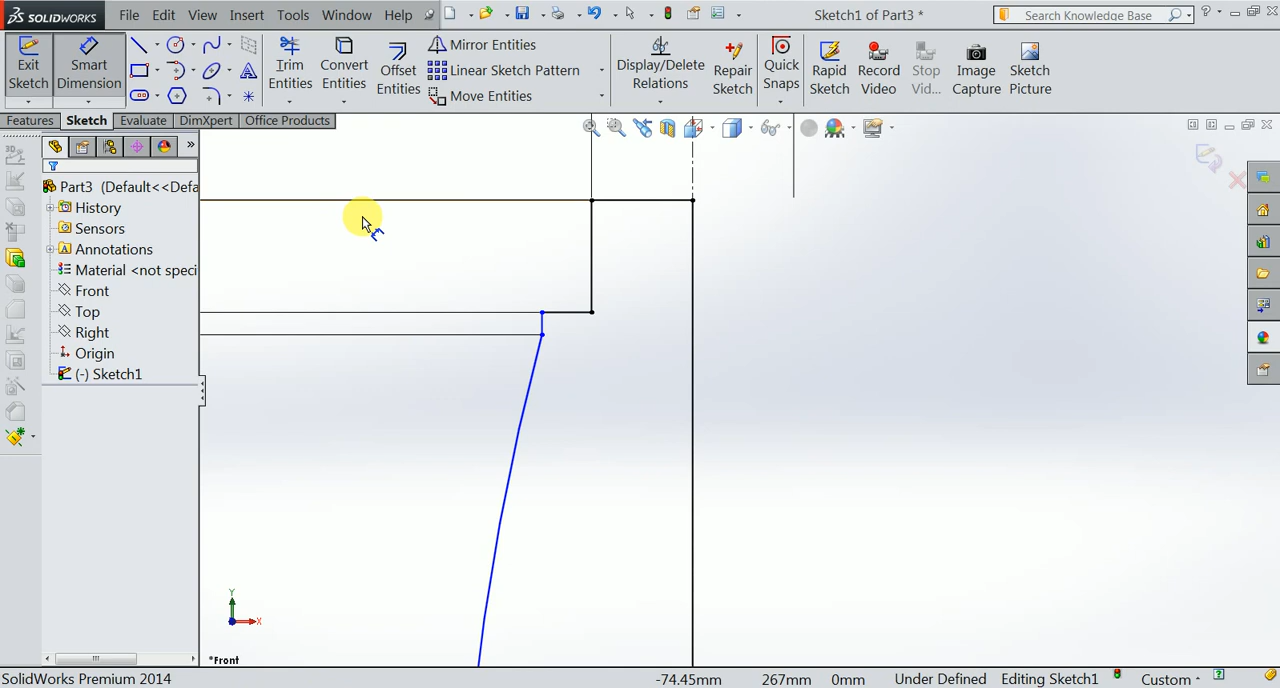 SOLIDWORKS File Edit View Insert Tools Window Help Sketch1 of Part3 * Search Knowledge Base ?
Exit Sketch
Smart Dimension
Trim Entities
Convert Entities
Offset Entities
Mirror Entities
Linear Sketch Pattern
Move Entities
Display/Delete Relations
Repair Sketch
Quick Snaps
Rapid Sketch
Record Video
Stop Vid...
Image Capture
Sketch Picture
Features Sketch Evaluate DimXpert Office Products
Part3 (Default<<Defa
History
Sensors
Annotations
Material <not speci
Front
Top
Right
Origin
(-) Sketch1
Y
X
*Front
SolidWorks Premium 2014 -74.45mm 267mm 0mm Under Defined Editing Sketch1 Custom